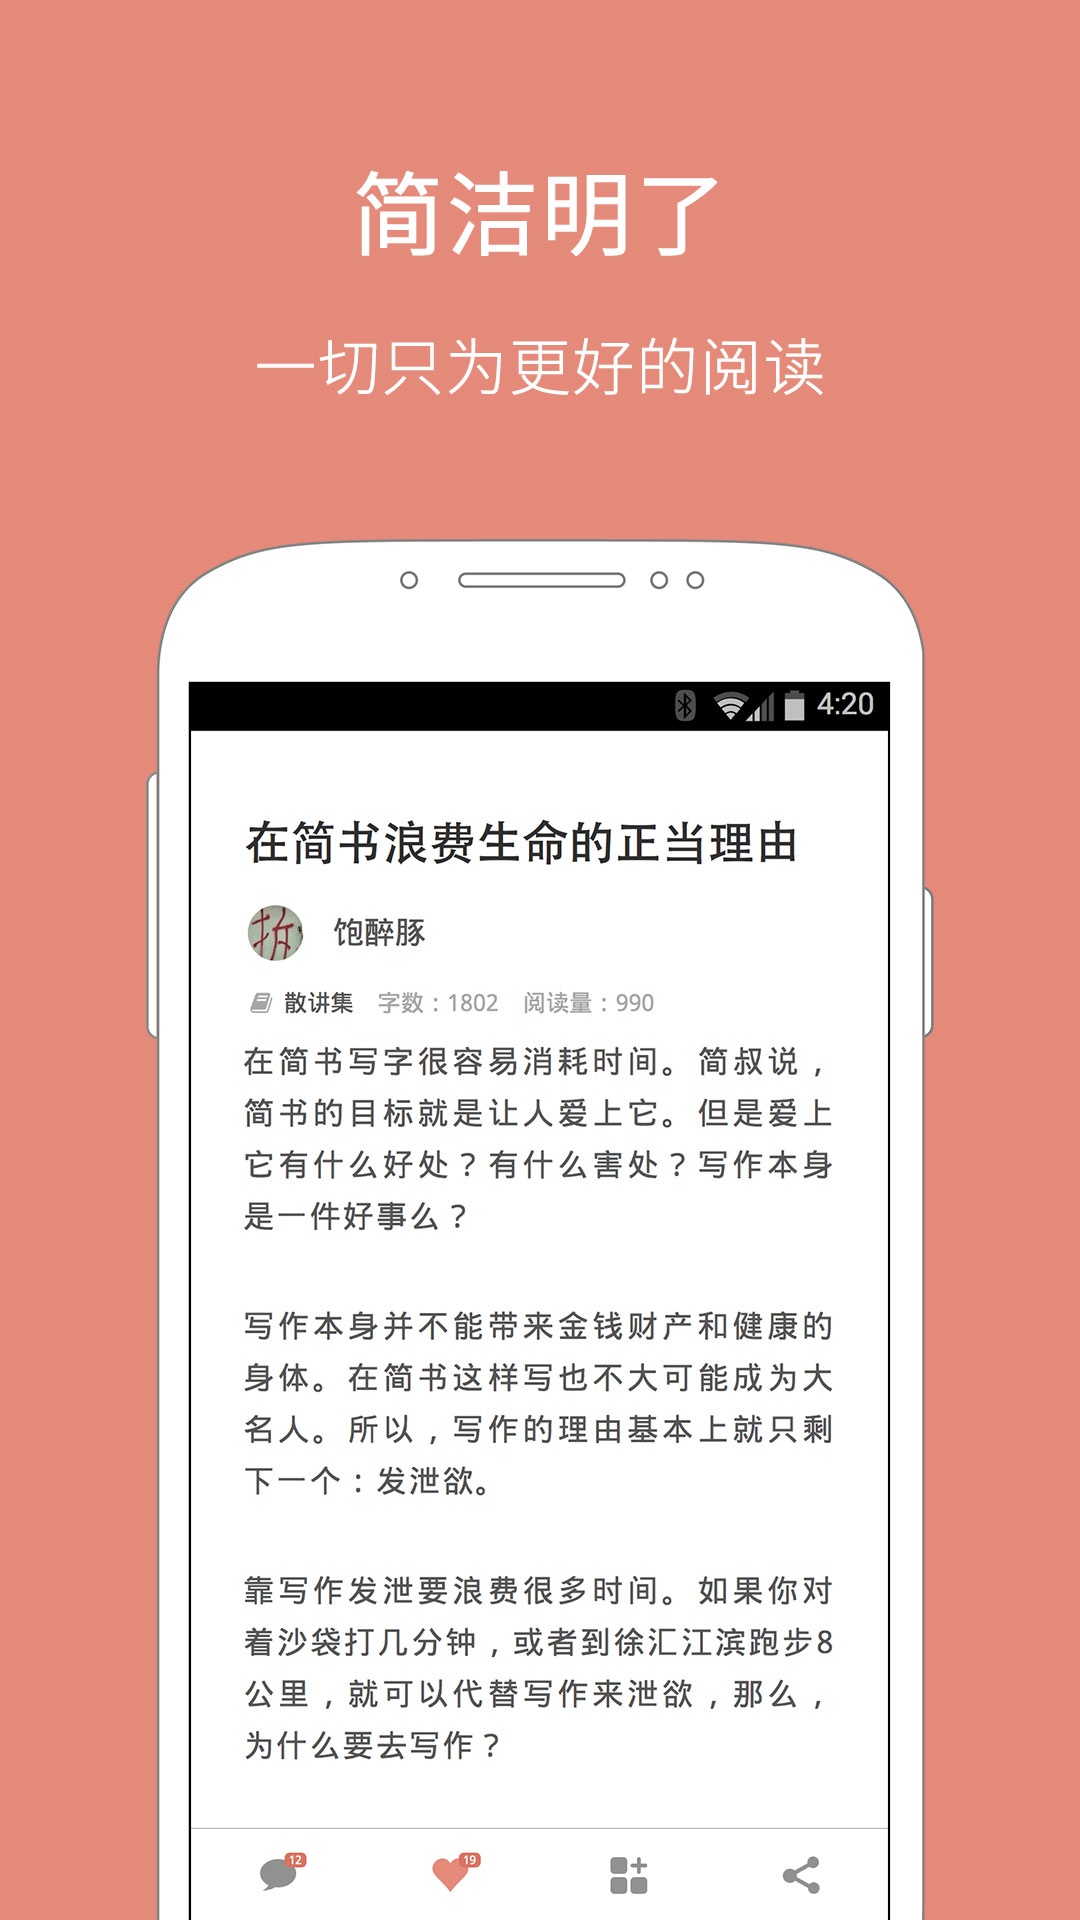 简洁明了
一切只为更好的阅读
4:20
在简书浪费生命的正当理由
拆
饱醉豚
散讲集 字数：1802 阅读量：990
在简书写字很容易消耗时间。简叔说，
简书的目标就是让人爱上它。但是爱上
它有什么好处？有什么害处？写作本身
是一件好事么？
写作本身并不能带来金钱财产和健康的
身体。在简书这样写也不大可能成为大
名人。所以，写作的理由基本上就只剩
下一个：发泄欲。
靠写作发泄要浪费很多时间。如果你对
着沙袋打几分钟，或者到徐汇江滨跑步8
公里，就可以代替写作来泄欲，那么，
为什么要去写作？
12 19